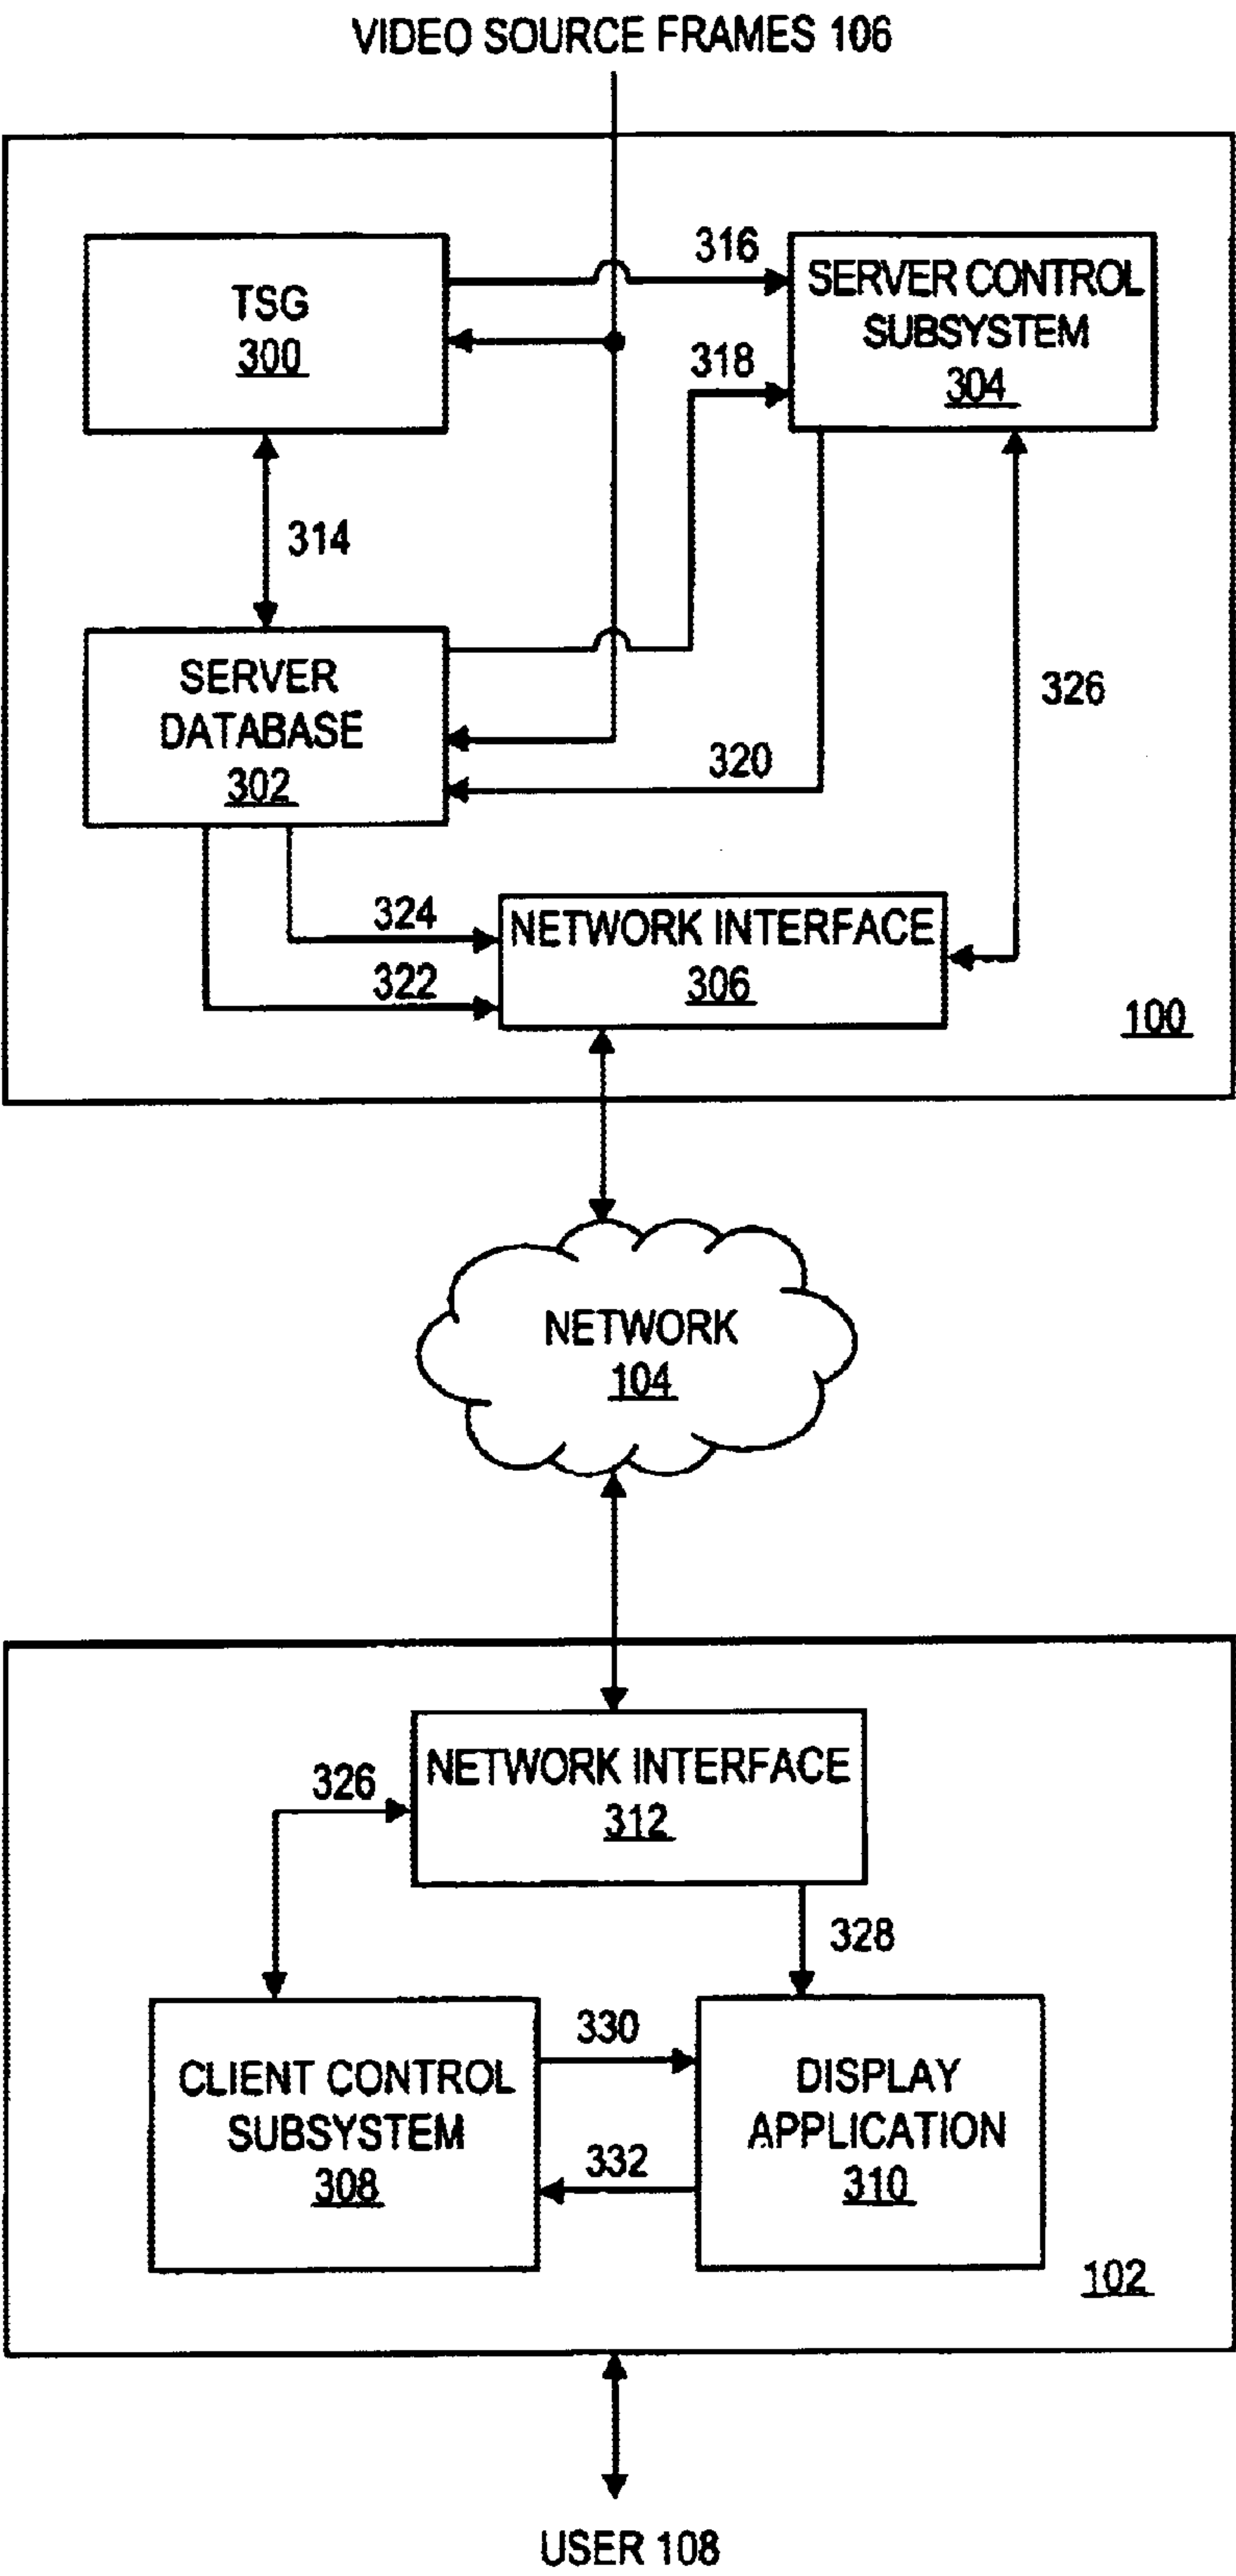 VIDEO SOURCE FRAMES 106
TSG
300
316
SERVER CONTROL
SUBSYSTEM
304
318
314
SERVER
DATABASE
302
320
326
324
322
NETWORK INTERFACE
306
100
NETWORK
104
NETWORK INTERFACE
312
326
328
CLIENT CONTROL
SUBSYSTEM
308
330
332
DISPLAY
APPLICATION
310
102
USER 108